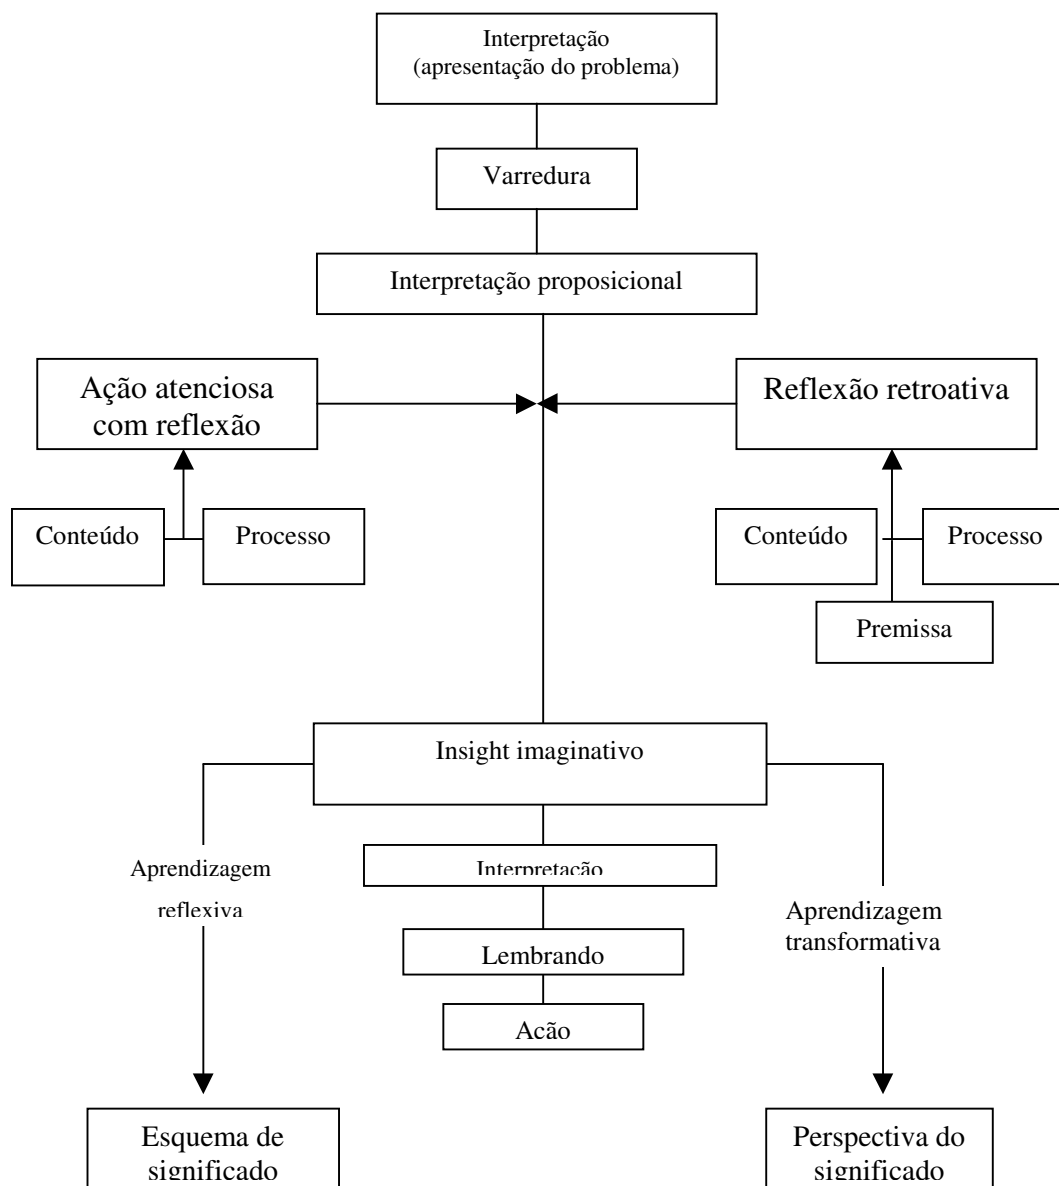 Interpretação
(apresentação do problema)
Varredura
Interpretação proposicional
Ação atenciosa
com reflexão
Reflexão retroativa
Conteúdo
Processo
Conteúdo
Processo
Premissa
Insight imaginativo
Aprendizagem
reflexiva
Interpretação
Aprendizagem
transformativa
Lembrando
Ação
Esquema de
significado
Perspectiva do
significado